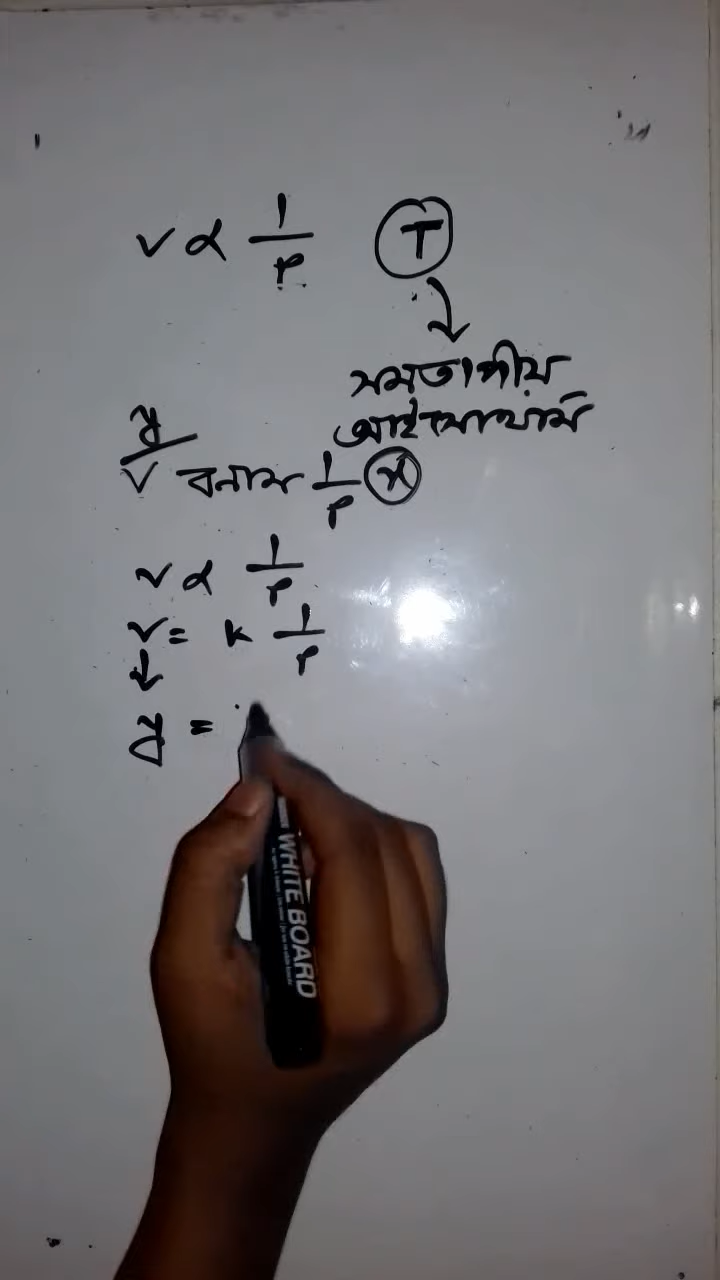 V ∝ 1/P (T)
সমতাপীয়
আইসোথার্ম
y
V বনাম 1/P (x)
V ∝ 1/P
V = K 1/P
y =
WHITE BOARD